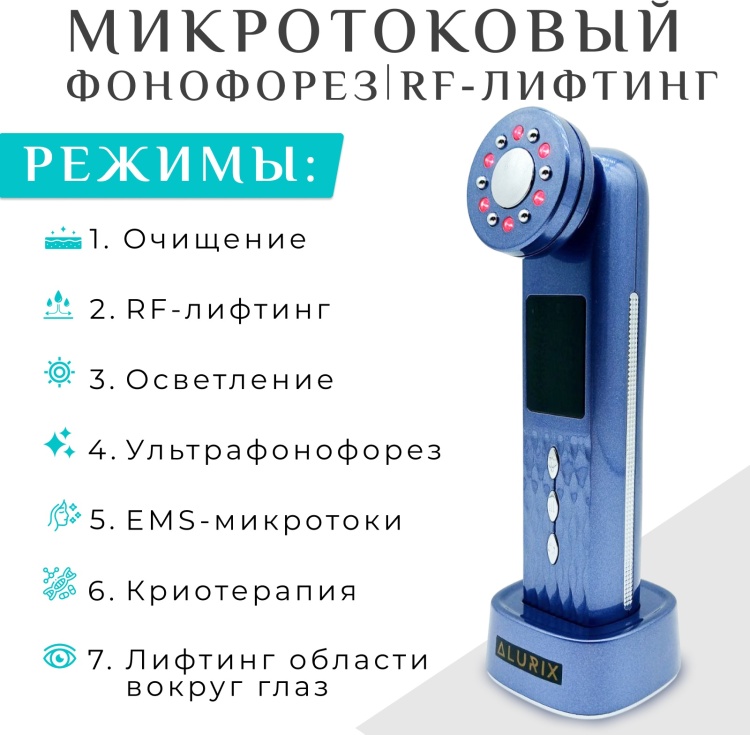 МИКРОТОКОВЫЙ
ФОНОФОРЕЗ|RF-ЛИФТИНГ
РЕЖИМЫ:
1. Очищение
2. RF-лифтинг
3. Осветление
4. Ультрафонофорез
5. EMS-микротоки
6. Криотерапия
7. Лифтинг области
вокруг глаз
ALURIX